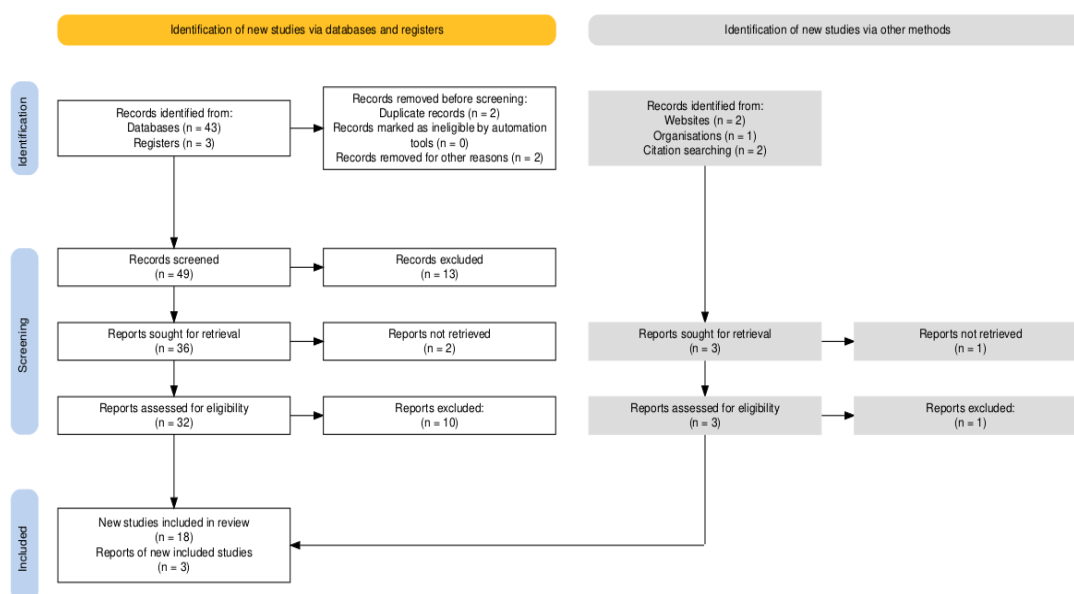 Identification of new studies via databases and registers
Identification of new studies via other methods
Identification
Records identified from:
Databases (n = 43)
Registers (n = 3)
Records removed before screening:
Duplicate records (n = 2)
Records marked as ineligible by automation
tools (n = 0)
Records removed for other reasons (n = 2)
Records identified from:
Websites (n = 2)
Organisations (n = 1)
Citation searching (n = 2)
Screening
Records screened
(n = 49)
Records excluded
(n = 13)
Reports sought for retrieval
(n = 36)
Reports not retrieved
(n = 2)
Reports sought for retrieval
(n = 3)
Reports not retrieved
(n = 1)
Reports assessed for eligibility
(n = 32)
Reports excluded:
(n = 10)
Reports assessed for eligibility
(n = 3)
Reports excluded:
(n = 1)
Included
New studies included in review
(n = 18)
Reports of new included studies
(n = 3)